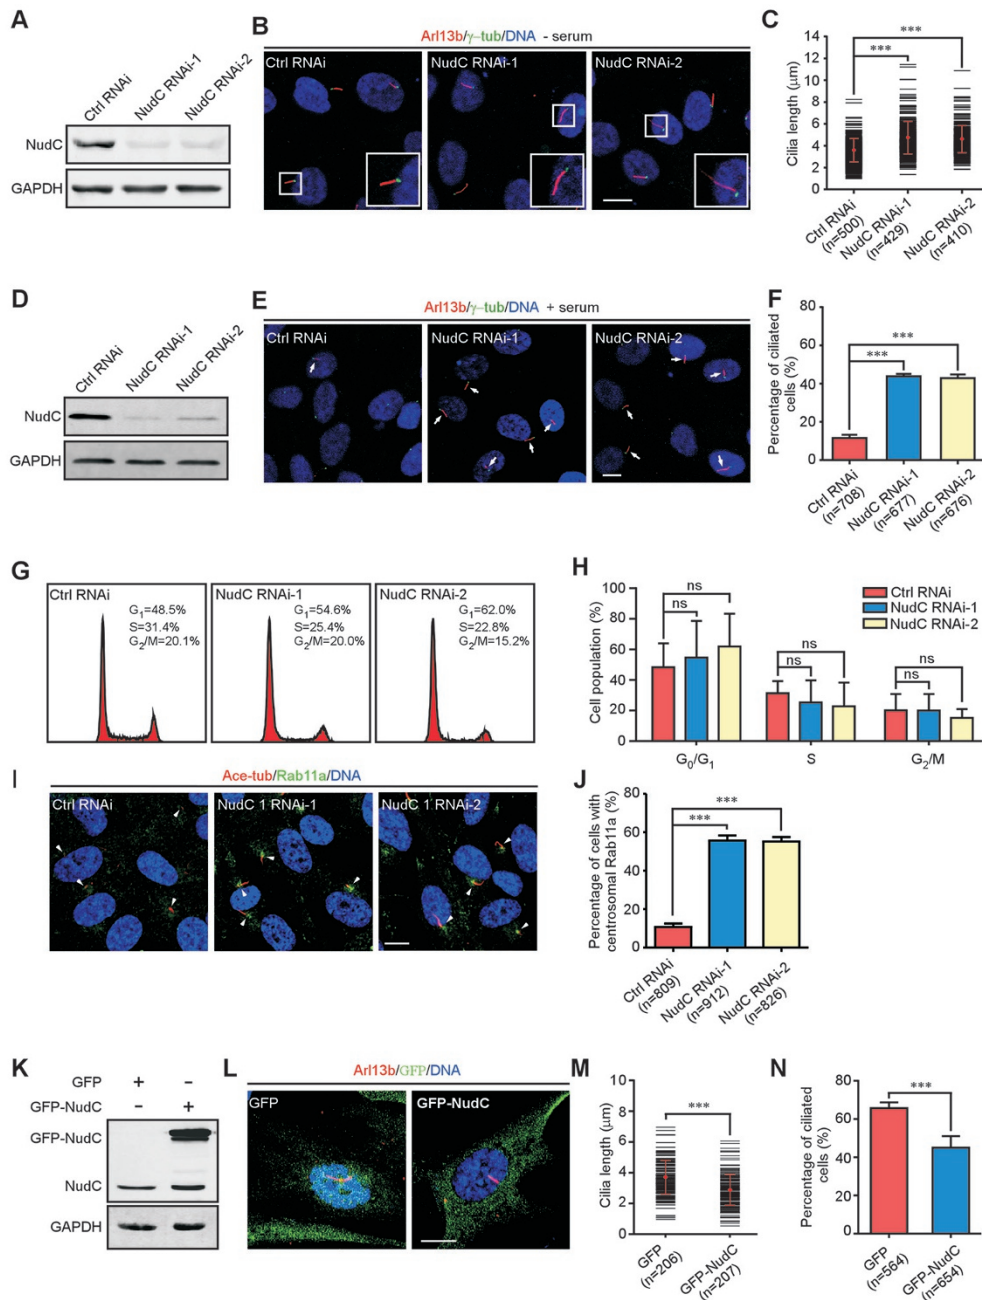 A
Ctrl RNAi
NudC RNAi-1
NudC RNAi-2
NudC
GAPDH
B
Arl13b/γ-tub/DNA - serum
Ctrl RNAi
NudC RNAi-1
NudC RNAi-2
C
***
***
14
12
10
8
6
4
2
0
Cilia length (μm)
Ctrl RNAi
(n=500)
NudC RNAi-1
(n=429)
NudC RNAi-2
(n=410)
D
Ctrl RNAi
NudC RNAi-1
NudC RNAi-2
NudC
GAPDH
E
Arl13b/γ-tub/DNA + serum
Ctrl RNAi
NudC RNAi-1
NudC RNAi-2
F
***
***
80
60
40
20
0
Percentage of ciliated
cells (%)
Ctrl RNAi
(n=708)
NudC RNAi-1
(n=677)
NudC RNAi-2
(n=676)
G
Ctrl RNAi
G1=48.5%
S=31.4%
G2/M=20.1%
NudC RNAi-1
G1=54.6%
S=25.4%
G2/M=20.0%
NudC RNAi-2
G1=62.0%
S=22.8%
G2/M=15.2%
H
100
80
60
40
20
0
Cell population (%)
ns
ns
ns
ns
ns
ns
Ctrl RNAi
NudC RNAi-1
NudC RNAi-2
G0/G1
S
G2/M
I
Ace-tub/Rab11a/DNA
Ctrl RNAi
NudC 1 RNAi-1
NudC 1 RNAi-2
J
***
***
80
60
40
20
0
Percentage of cells with
centrosomal Rab11a (%)
Ctrl RNAi
(n=809)
NudC RNAi-1
(n=912)
NudC RNAi-2
(n=826)
K
GFP + -
GFP-NudC - +
GFP-NudC
NudC
GAPDH
L
Arl13b/GFP/DNA
GFP
GFP-NudC
M
***
10
8
6
4
2
0
Cilia length (μm)
GFP
(n=206)
GFP-NudC
(n=207)
N
***
80
60
40
20
0
Percentage of ciliated
cells (%)
GFP
(n=564)
GFP-NudC
(n=654)